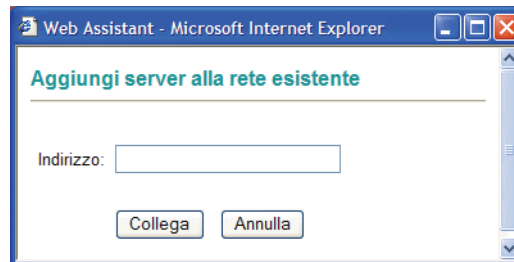 Web Assistant - Microsoft Internet Explorer
Aggiungi server alla rete esistente
Indirizzo:
Collega Annulla